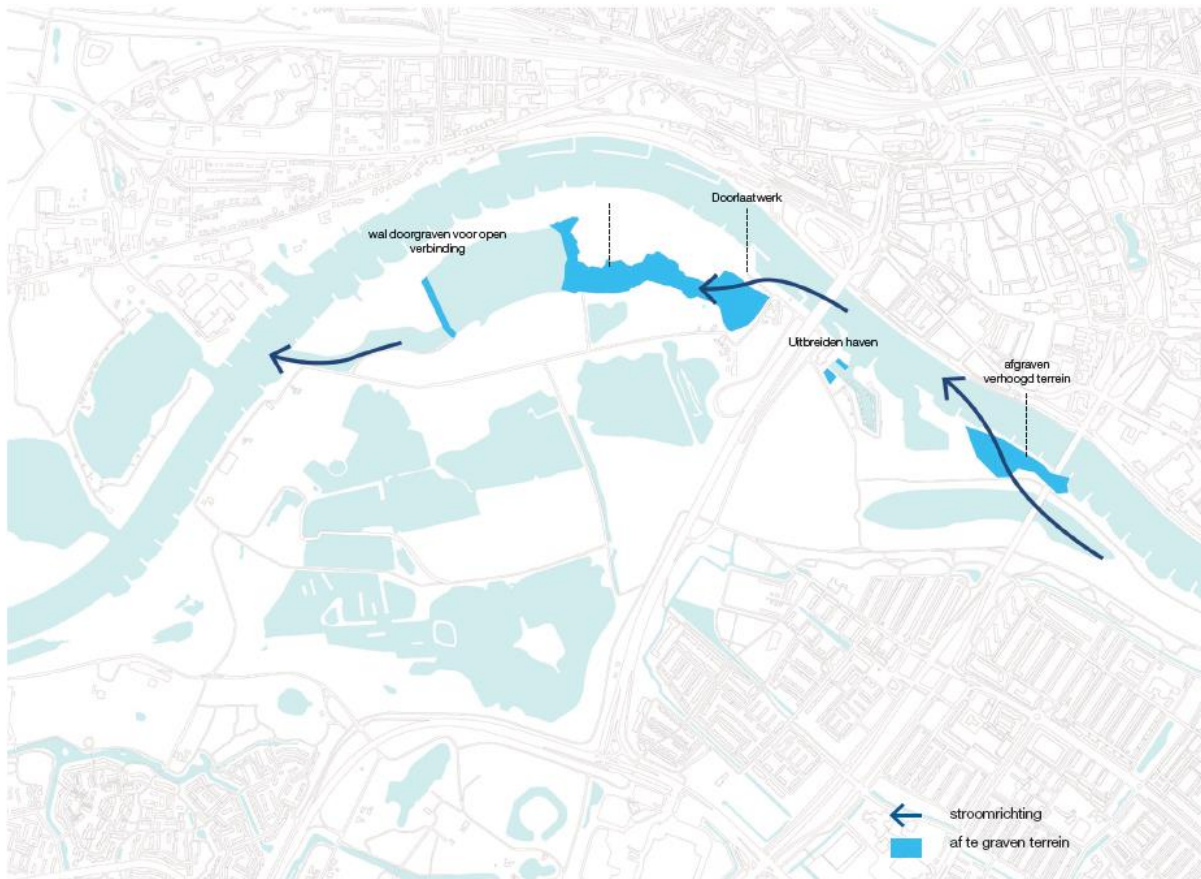 Doorlaatwerk
wal doorgraven voor open
verbinding
Uitbreiden haven
afgraven
verhoogd terrein
stroomrichting
af te graven terrein